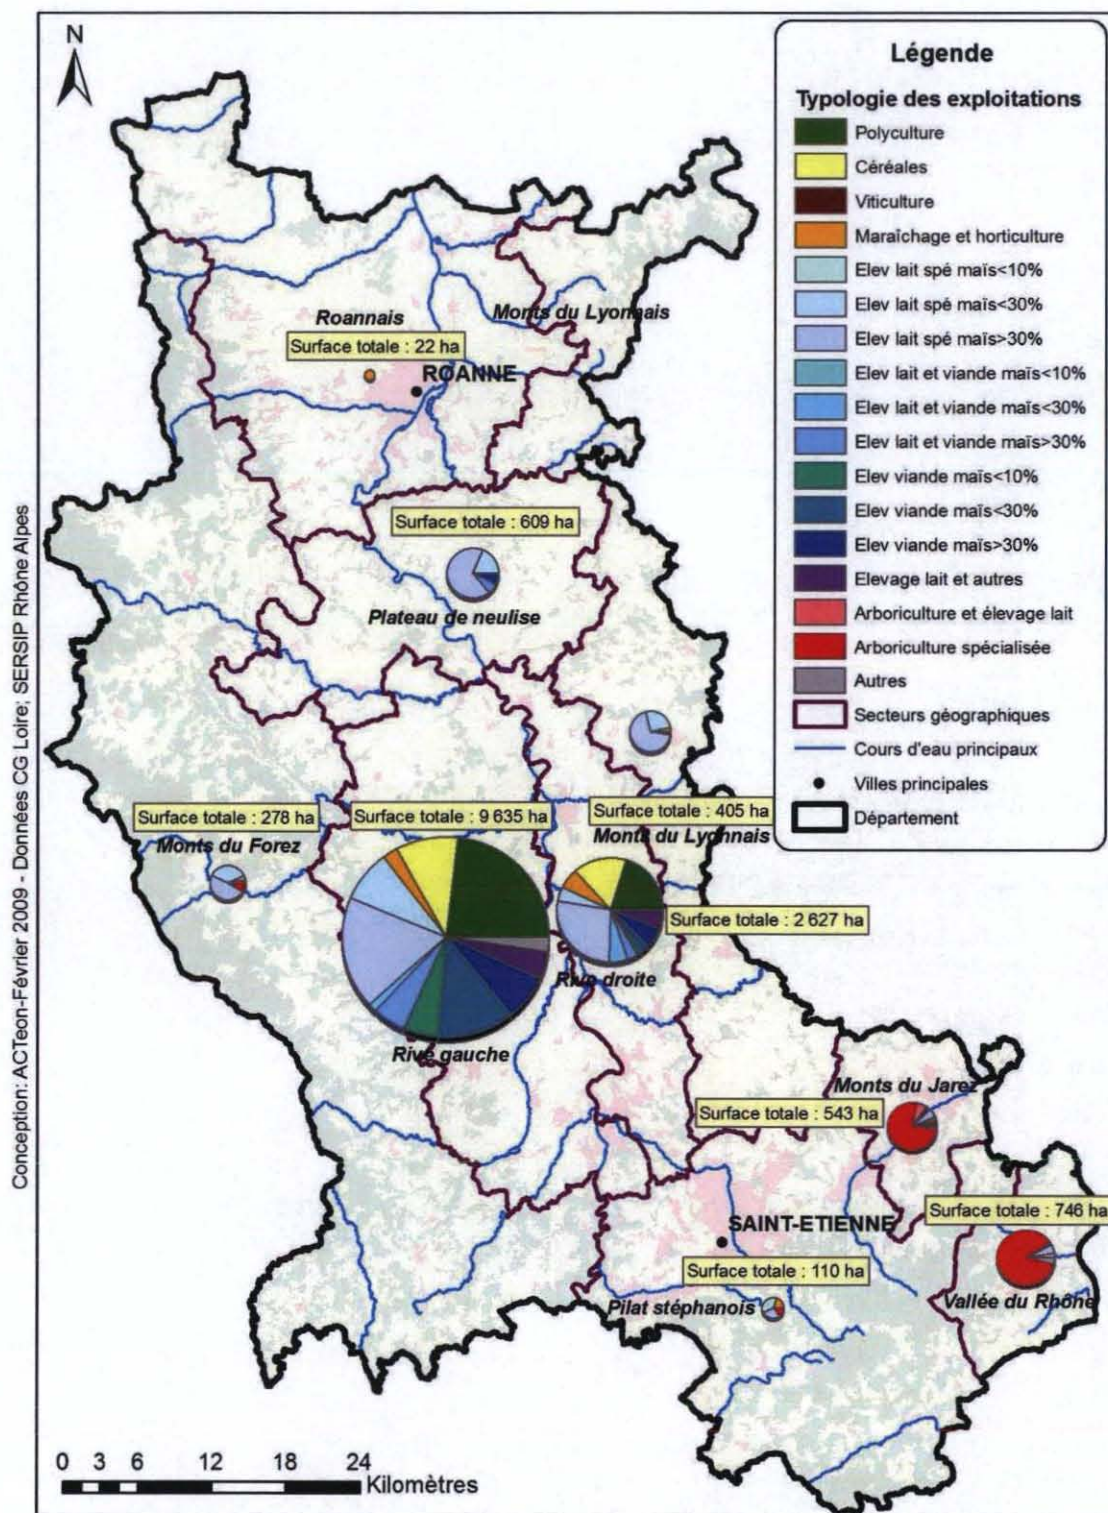 N
Légende
Typologie des exploitations
Polyculture
Céréales
Viticulture
Maraîchage et horticulture
Elev lait spé maïs<10%
Elev lait spé maïs<30%
Elev lait spé maïs>30%
Elev lait et viande maïs<10%
Elev lait et viande maïs<30%
Elev lait et viande maïs>30%
Elev viande maïs<10%
Elev viande maïs<30%
Elev viande maïs>30%
Elevage lait et autres
Arboriculture et élevage lait
Arboriculture spécialisée
Autres
Secteurs géographiques
Cours d'eau principaux
Villes principales
Département
Roannais
Monts du Lyonnais
Surface totale : 22 ha
ROANNE
Surface totale : 609 ha
Plateau de neulise
Surface totale : 278 ha
Surface totale : 9 635 ha
Surface totale : 405 ha
Monts du Forez
Monts du Lyonnais
Surface totale : 2 627 ha
Rive droite
Rive gauche
Monts du Jarez
Surface totale : 543 ha
Surface totale : 746 ha
SAINT-ETIENNE
Surface totale : 110 ha
Pilat stéphanois
Vallée du Rhône
0 3 6 12 18 24
Kilomètres
Conception: ACTeon-Février 2009 - Données CG Loire; SERSIP Rhône Alpes